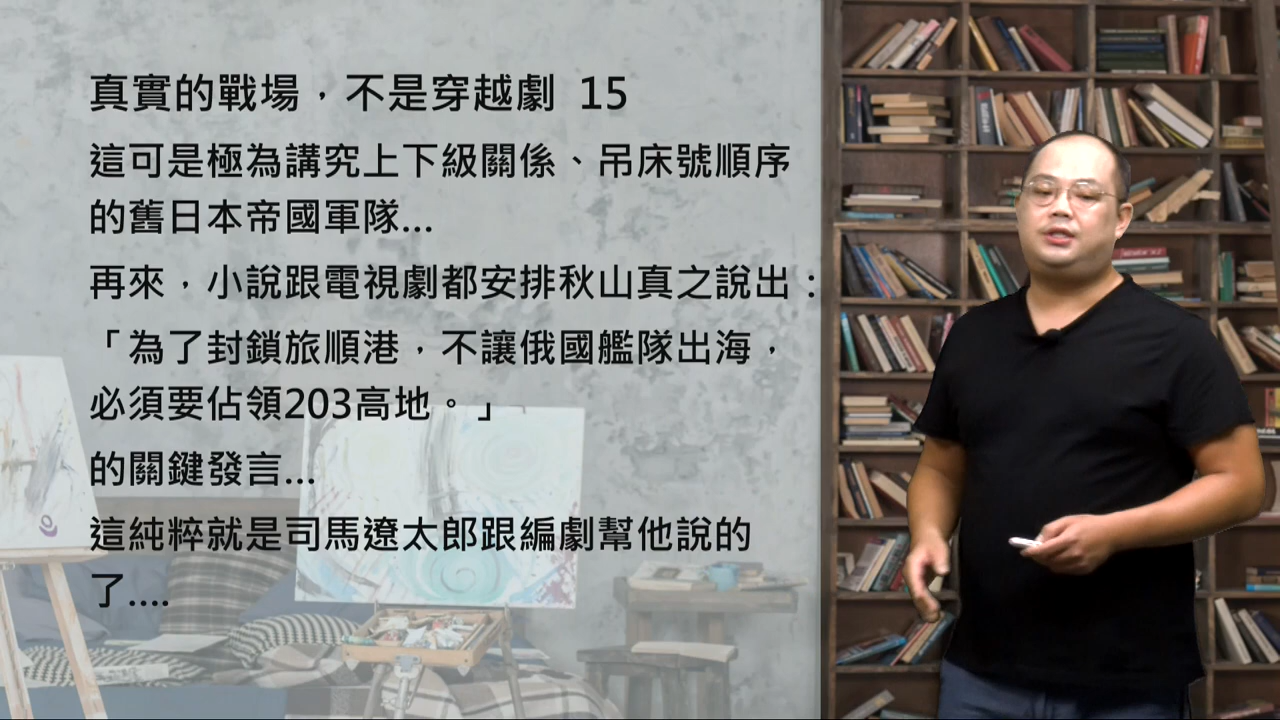 真實的戰場，不是穿越劇 15
這可是極為講究上下級關係、吊床號順序
的舊日本帝國軍隊...
再來，小說跟電視劇都安排秋山真之說出：
「為了封鎖旅順港，不讓俄國艦隊出海，
必須要佔領203高地。」
的關鍵發言...
這純粹就是司馬遼太郎跟編劇幫他說的
了....